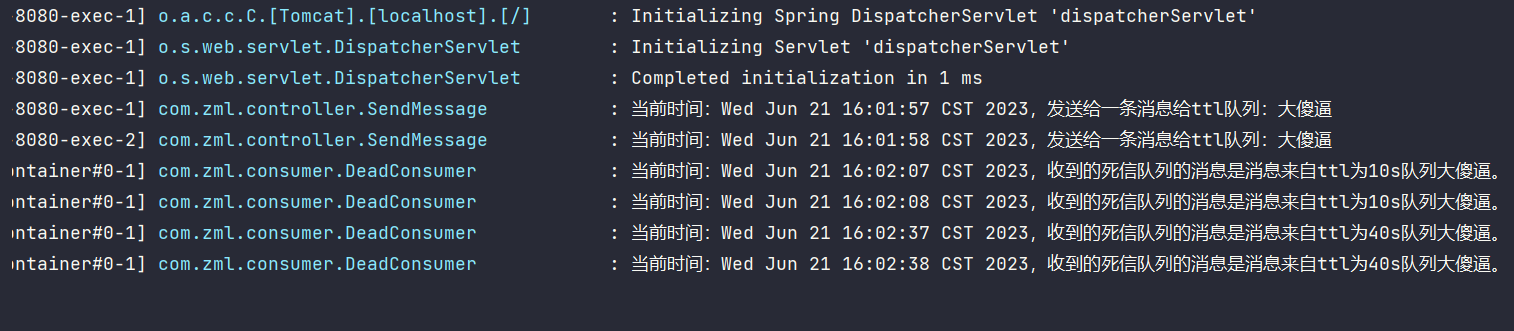 -8080-exec-1] o.a.c.c.C.[Tomcat].[localhost].[/] : Initializing Spring DispatcherServlet 'dispatcherServlet'
-8080-exec-1] o.s.web.servlet.DispatcherServlet : Initializing Servlet 'dispatcherServlet'
-8080-exec-1] o.s.web.servlet.DispatcherServlet : Completed initialization in 1 ms
-8080-exec-1] com.zml.controller.SendMessage : 当前时间：Wed Jun 21 16:01:57 CST 2023, 发送给一条消息给ttl队列：大傻逼
-8080-exec-2] com.zml.controller.SendMessage : 当前时间：Wed Jun 21 16:01:58 CST 2023, 发送给一条消息给ttl队列：大傻逼
ontainer#0-1] com.zml.consumer.DeadConsumer : 当前时间：Wed Jun 21 16:02:07 CST 2023, 收到的死信队列的消息是消息来自ttl为10s队列大傻逼。
ontainer#0-1] com.zml.consumer.DeadConsumer : 当前时间：Wed Jun 21 16:02:08 CST 2023, 收到的死信队列的消息是消息来自ttl为10s队列大傻逼。
ontainer#0-1] com.zml.consumer.DeadConsumer : 当前时间：Wed Jun 21 16:02:37 CST 2023, 收到的死信队列的消息是消息来自ttl为40s队列大傻逼。
ontainer#0-1] com.zml.consumer.DeadConsumer : 当前时间：Wed Jun 21 16:02:38 CST 2023, 收到的死信队列的消息是消息来自ttl为40s队列大傻逼。